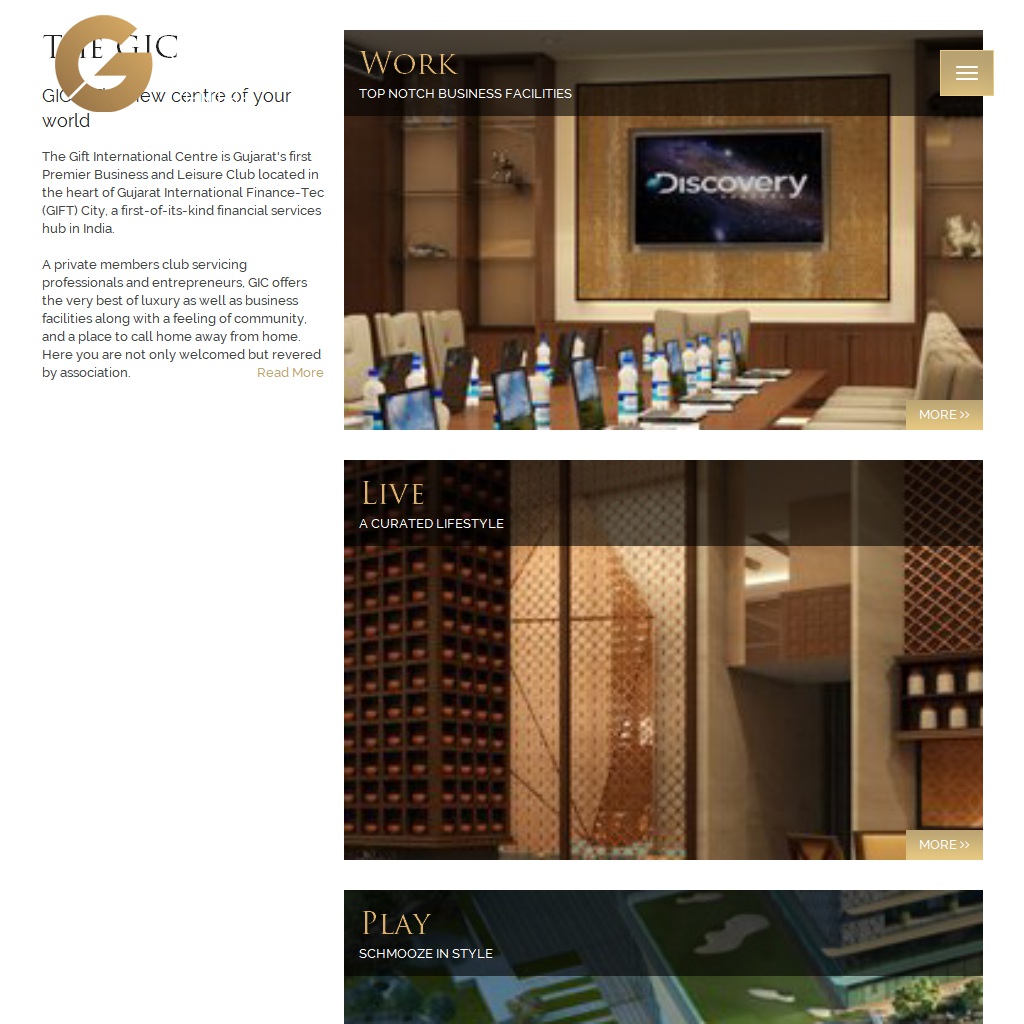 THE GIC
GIC your
new centre of
world
The Gift International Centre is Gujarat's first
Premier Business and Leisure Club located in
the heart of Gujarat International Finance-Tec
(GIFT) City, a first-of-its-kind financial services
hub in India.
A private members club servicing
professionals and entrepreneurs, GIC offers
the very best of luxury as well as business
facilities along with a feeling of community,
and a place to call home away from home.
Here you are not only welcomed but revered
by association. Read More
WORK
TOP NOTCH BUSINESS FACILITIES
Discovery
MORE >>
LIVE
A CURATED LIFESTYLE
MORE >>
PLAY
SCHMOOZE IN STYLE